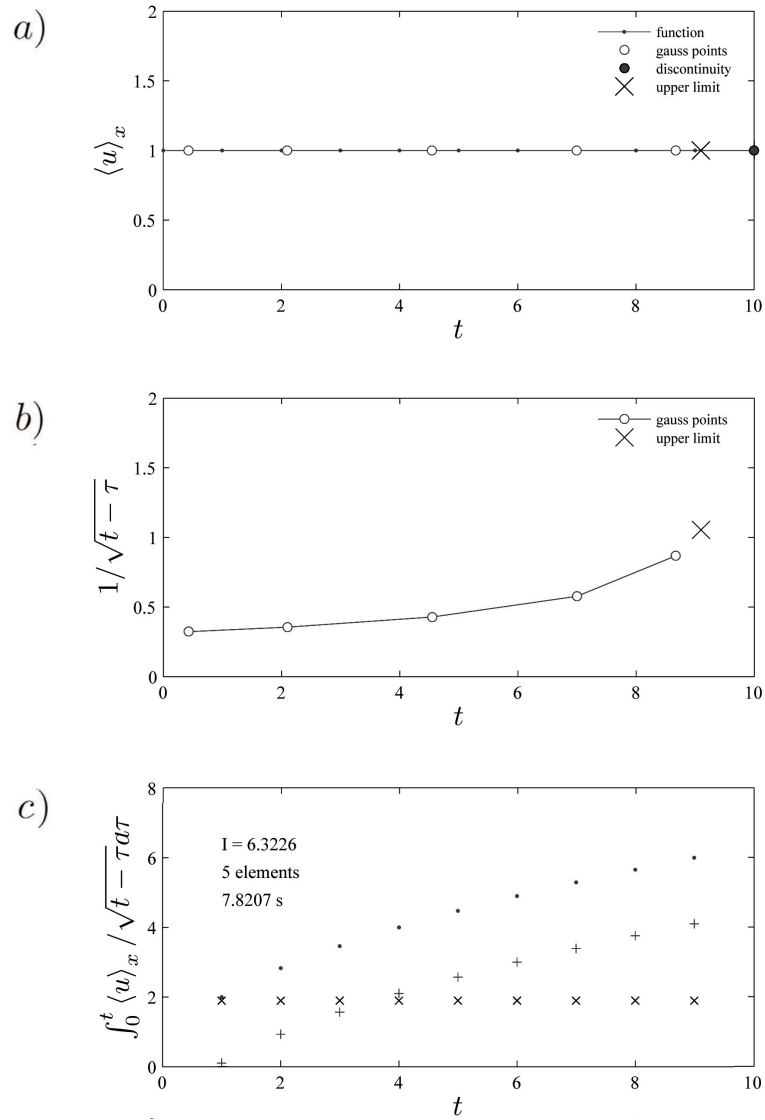 a)
2
1.5
1
0.5
0
⟨u⟩x
function
gauss points
discontinuity
upper limit
0 2 4 6 8 10
t
b)
2
1.5
1
0.5
0
1/√t − τ
gauss points
upper limit
0 2 4 6 8 10
t
c)
8
6
4
2
0
∫₀ᵗ ⟨u⟩x /√t − τaτ
I = 6.3226
5 elements
7.8207 s
0 2 4 6 8 10
t